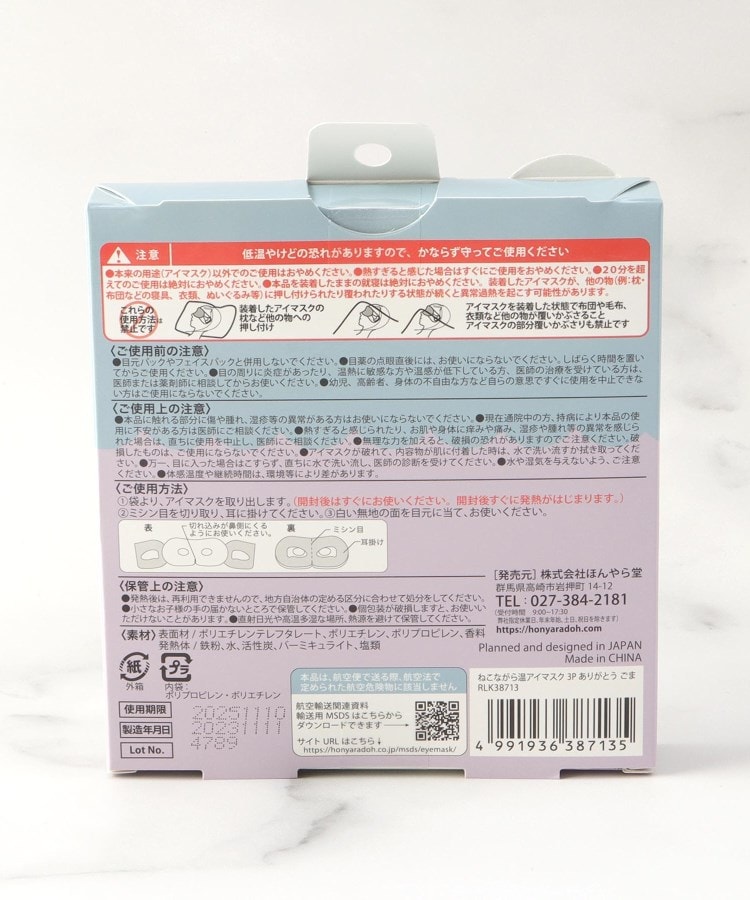 注意 低温やけどの恐れがありますので、かならず守ってご使用ください
●本来の用途(アイマスク)以外でのご使用はおやめください。●熱すぎると感じた場合はすぐにご使用をおやめください。●20分を超
えてのご使用は絶対におやめください。●本品を装着したままの就寝は絶対におやめください。装着したアイマスクが、他の物(例:枕・
布団などの寝具、衣類、ぬいぐるみ等)に押し付けられたり覆われたりする状態が続くと異常過熱を起こす可能性があります。
これらの
使用方法は
禁止です
装着したアイマスクの
枕など他の物への
押し付け
アイマスクを装着した状態で布団や毛布、
衣類など他の物が覆いかぶさること
アイマスクの部分覆いかぶさりも禁止です
〈ご使用前の注意〉
●目元パックやフェイスパックと併用しないでください。●目薬の点眼直後には、お使いにならないでください。しばらく時間を置い
てからご使用ください。●目の周りに炎症があったり、温熱に敏感な方や温感が低下している方、医師の治療を受けている方は、
医師または薬剤師に相談してからお使いください。●幼児、高齢者、身体の不自由な方など自らの意思ですぐに使用を中止できな
い方にはご使用にならないでください。
〈ご使用上の注意〉
●本品に触れる部分に傷や腫れ、湿疹等の異常がある方はお使いにならないでください。●現在通院中の方、持病により本品の使
用に不安がある方は医師にご相談ください。●熱すぎると感じられたり、お肌や身体に痒みや痛み、湿疹や腫れ等の異常を感じら
れた場合は、直ちに使用を中止し、医師にご相談ください。●無理な力を加えると、破損の恐れがありますのでご注意ください。破
損したものは、ご使用にならないでください。●アイマスクが破れて、内容物が肌に付着した時は、水で洗い流すか拭き取ってくだ
さい。●万一、目に入った場合はこすらず、直ちに水で洗い流し、医師の診断を受けてください。●水や湿気を与えないよう、ご注意
ください。●体感温度や継続時間は、環境等により差があります。
〈ご使用方法〉
①袋より、アイマスクを取り出します。(開封後はすぐにお使いください。開封後すぐに発熱がはじまります。)
②ミシン目を切り取り、耳に掛けてください。③白い無地の面を目元に当て、お使いください。
表
切れ込みが鼻側にくる
ようにお使いください。
裏
ミシン目
耳掛け
〈保管上の注意〉
●発熱後は、再利用できませんので、地方自治体の定める区分に合わせて処分をしてください。
●小さなお子様の手の届かないところで保管してください。●個包装が破損しますと、お使いい
ただけないことがあります。●直射日光や高温多湿な場所、熱源を避けて保管してください。
〈素材〉表面材/ポリエチレンテレフタレート、ポリエチレン、ポリプロピレン、香料
発熱体/鉄粉、水、活性炭、バーミキュライト、塩類
[発売元] 株式会社ほんやら堂
群馬県高崎市岩押町14-12
TEL:027-384-2181
(受付時間 9:00~17:30
弊社指定休業日、年末年始、土日、祝日を除きます)
https://honyaradoh.com
Planned and designed in JAPAN
Made in CHINA
紙
外箱
プラ
内袋:
ポリプロピレン・ポリエチレン
使用期限 20251110
製造年月日 20231111
Lot No. 4789
本品は、航空便で送る際、航空法で
定められた航空危険物に該当しません
航空輸送関連資料
輸送用MSDSはこちらから
ダウンロードできます
サイトURLはこちら↓
https://honyaradoh.co.jp/msds/eyemask/
ねこながら温アイマスク 3P ありがとう ごま
RLK38713
4 991936 387135